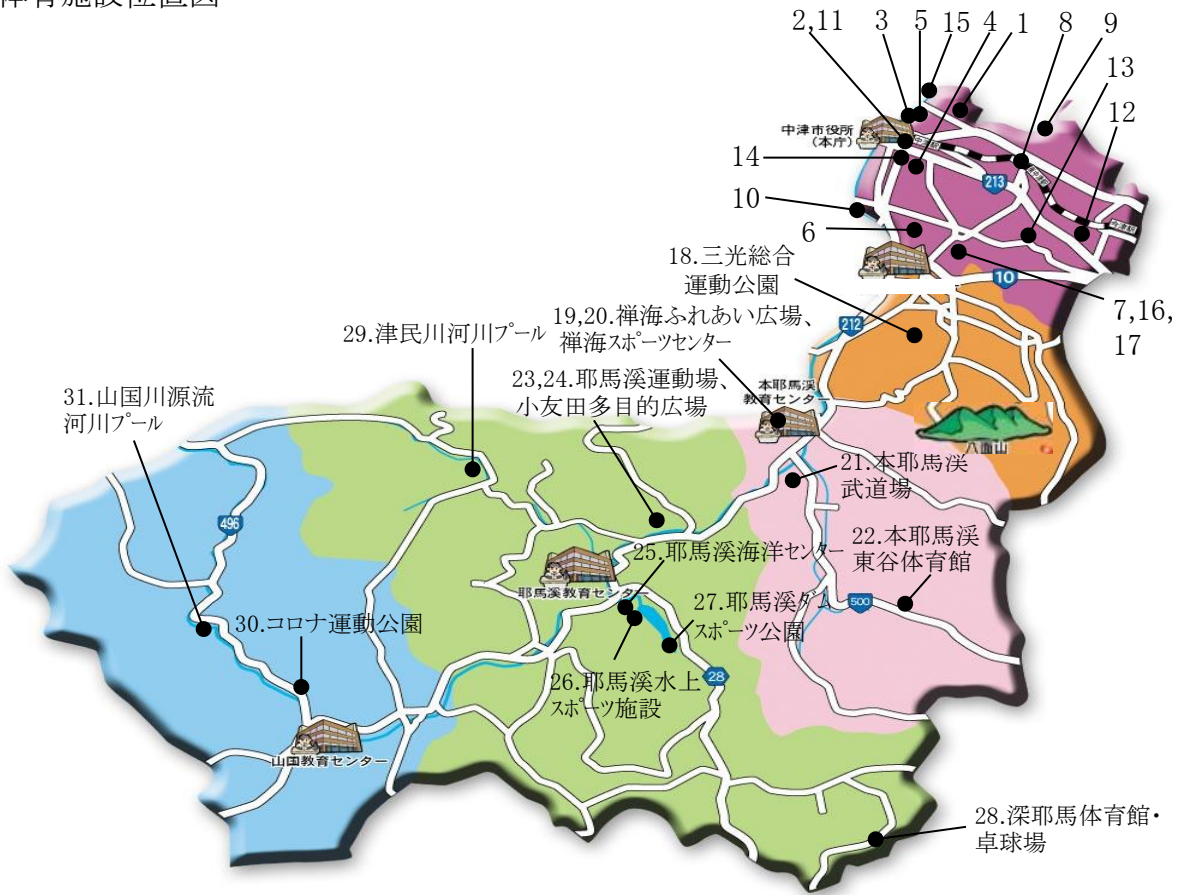 体育施設位置図
2,11
3
5
15
4
1
8
9
13
12
中津市役所
(本庁)
中津駅
14
213
10
6
18.三光総合
運動公園
10
7,16,
17
19,20.禅海ふれあい広場、
禅海スポーツセンター
212
29.津民川河川プール
23,24.耶馬溪運動場、
小友田多目的広場
本耶馬渓
教育センター
31.山国川源流
河川プール
八面山
21.本耶馬渓
武道場
496
22.本耶馬渓
東谷体育館
25.耶馬溪海洋センター
耶馬渓教育センター
500
27.耶馬溪ダム
スポーツ公園
30.コロナ運動公園
26.耶馬溪水上
スポーツ施設
28
山国教育センター
28.深耶馬体育館・
卓球場